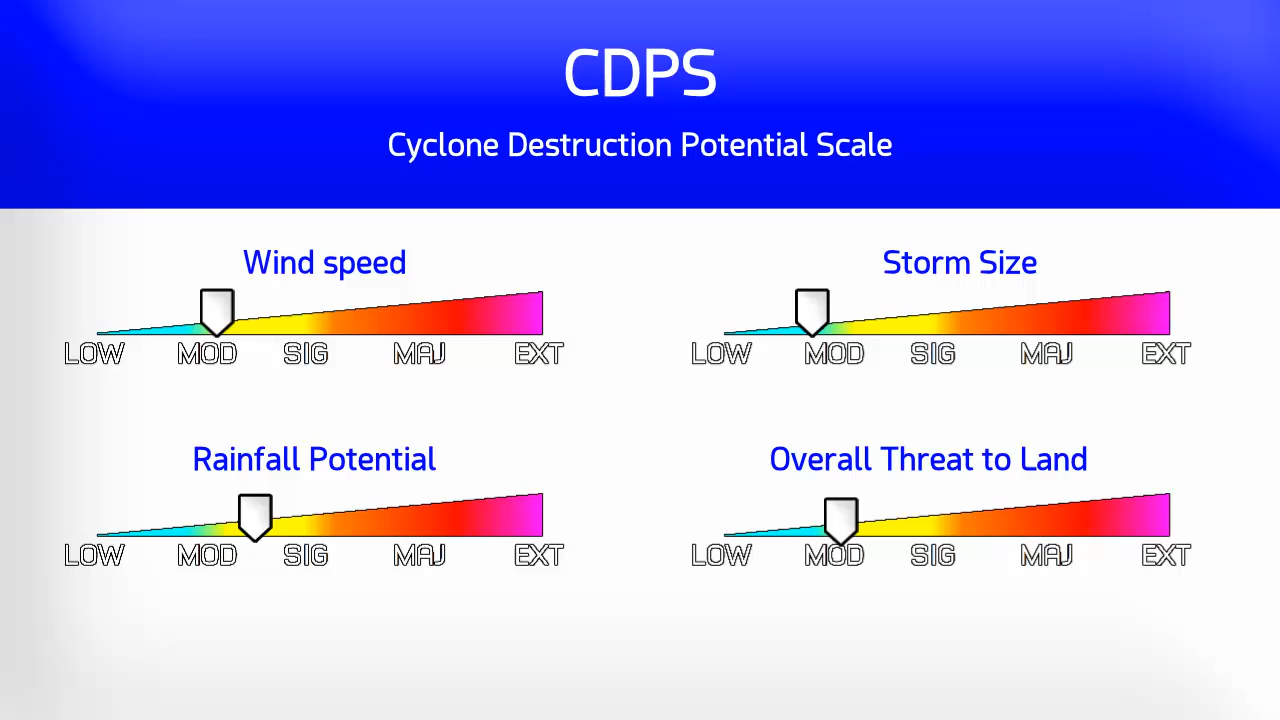 CDPS
Cyclone Destruction Potential Scale
Wind speed
LOW MOD SIG MAJ EXT
Storm Size
LOW MOD SIG MAJ EXT
Rainfall Potential
LOW MOD SIG MAJ EXT
Overall Threat to Land
LOW MOD SIG MAJ EXT